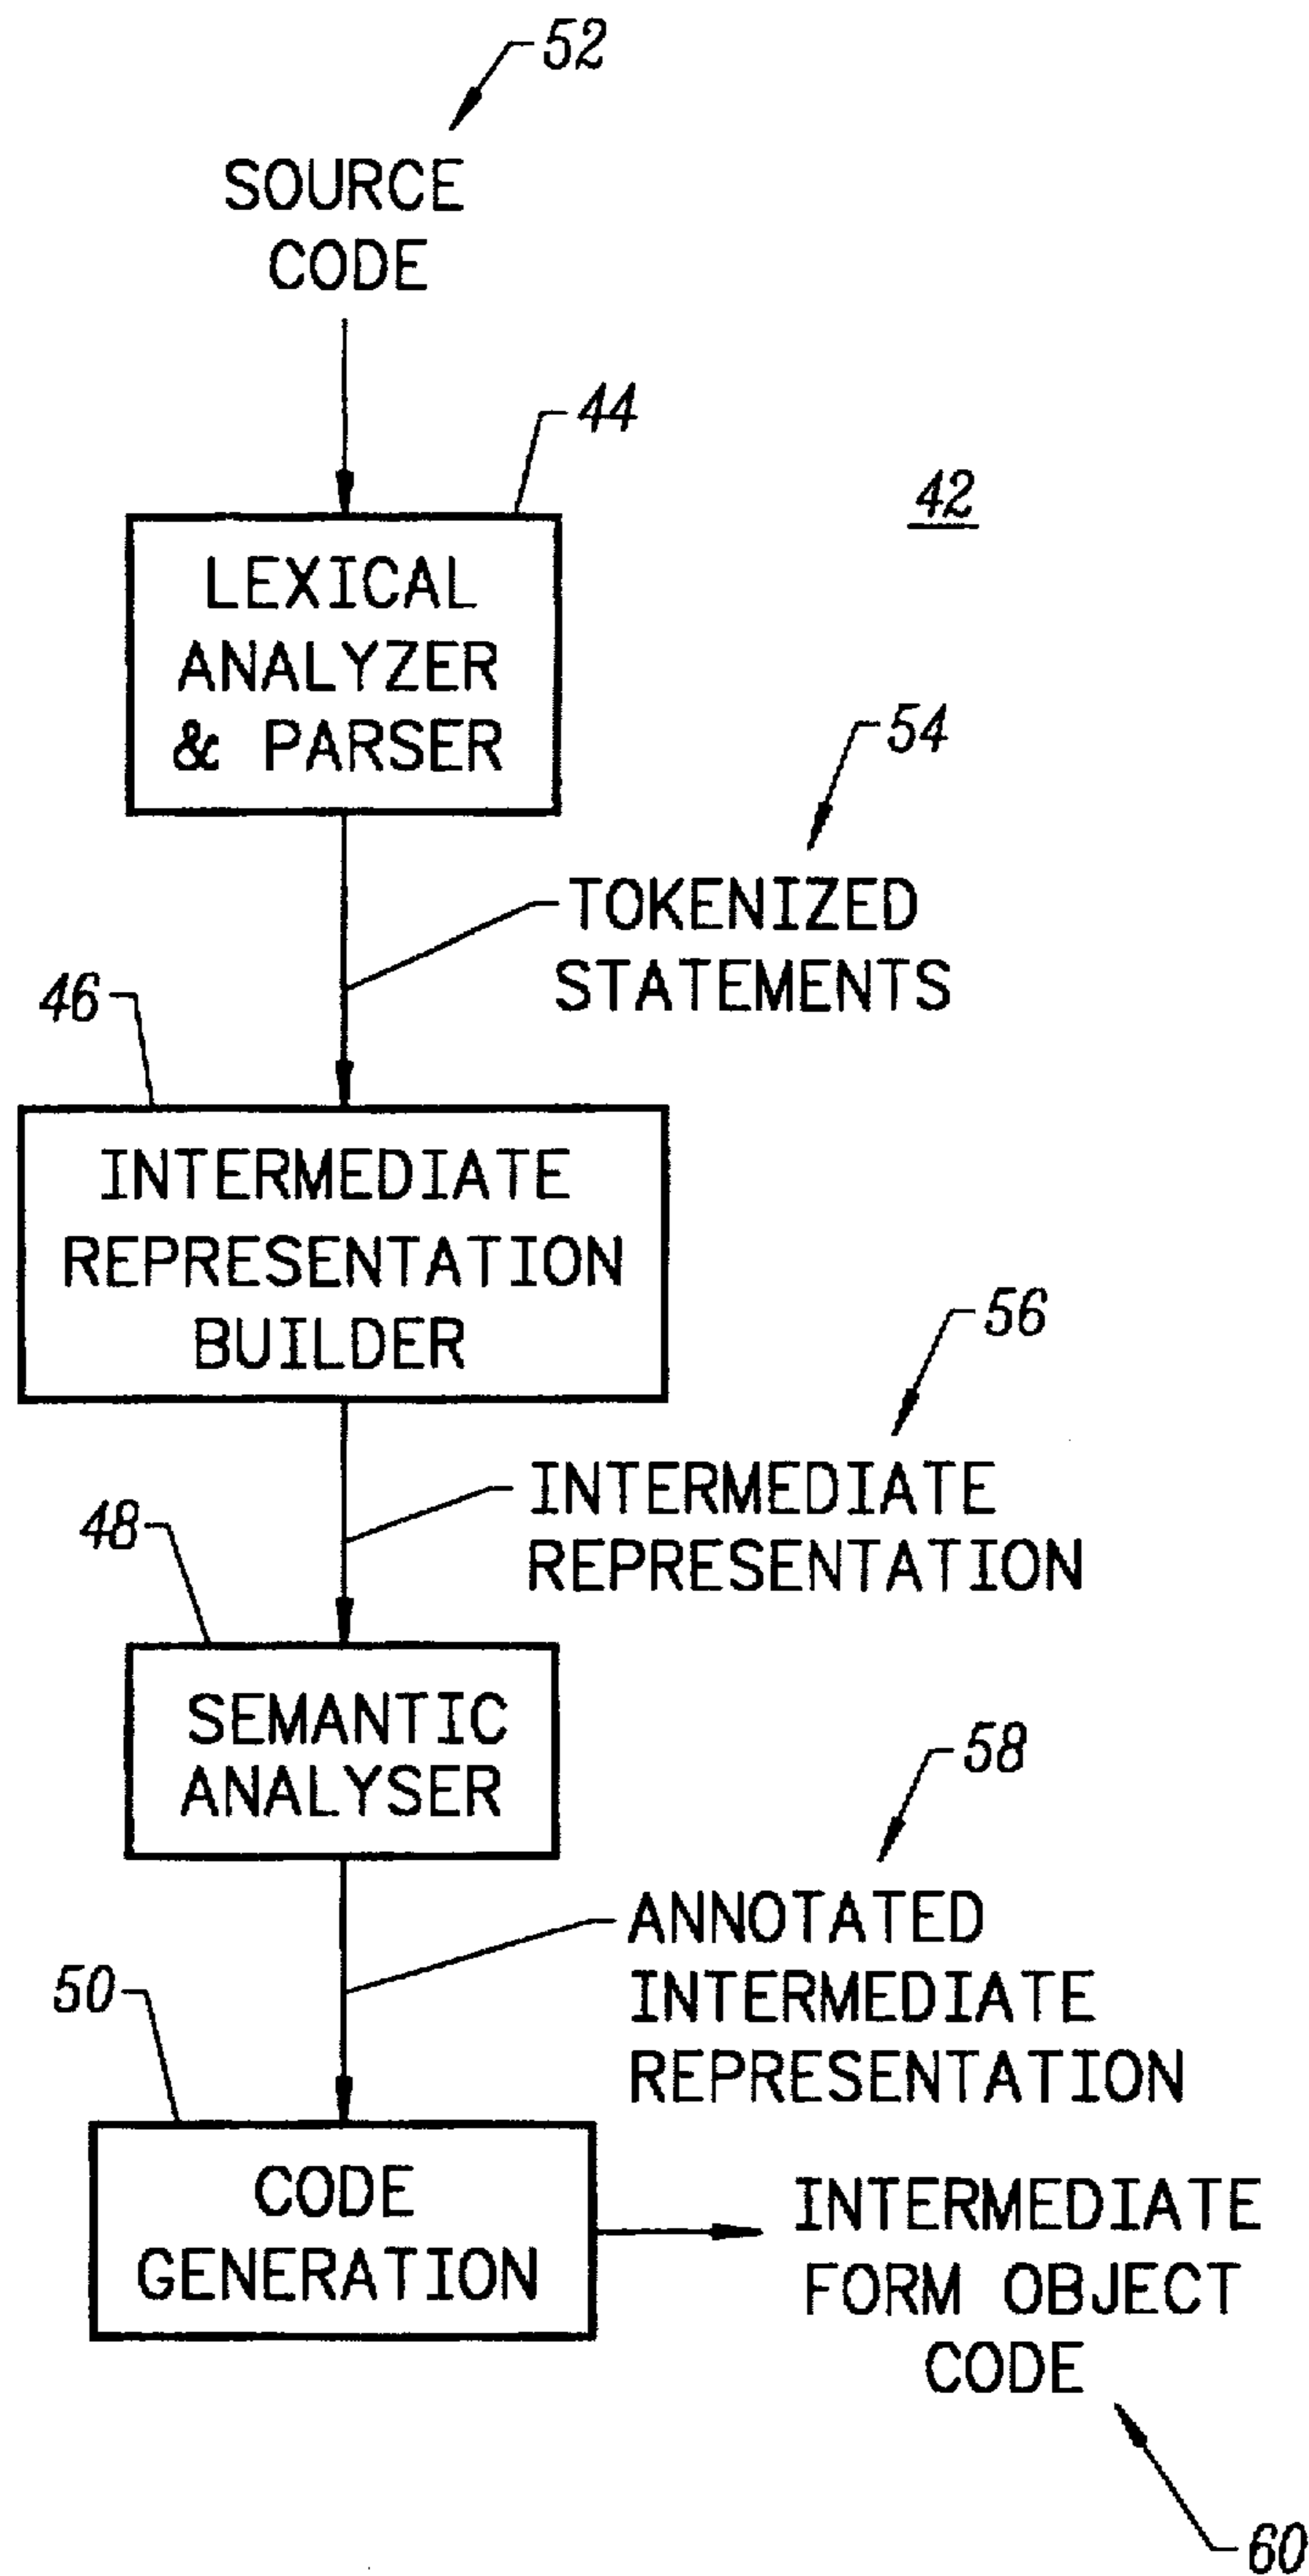 52
SOURCE
CODE
44
42
LEXICAL
ANALYZER
& PARSER
54
TOKENIZED
STATEMENTS
46
INTERMEDIATE
REPRESENTATION
BUILDER
56
INTERMEDIATE
REPRESENTATION
48
SEMANTIC
ANALYSER
58
ANNOTATED
INTERMEDIATE
REPRESENTATION
50
CODE
GENERATION
INTERMEDIATE
FORM OBJECT
CODE
60